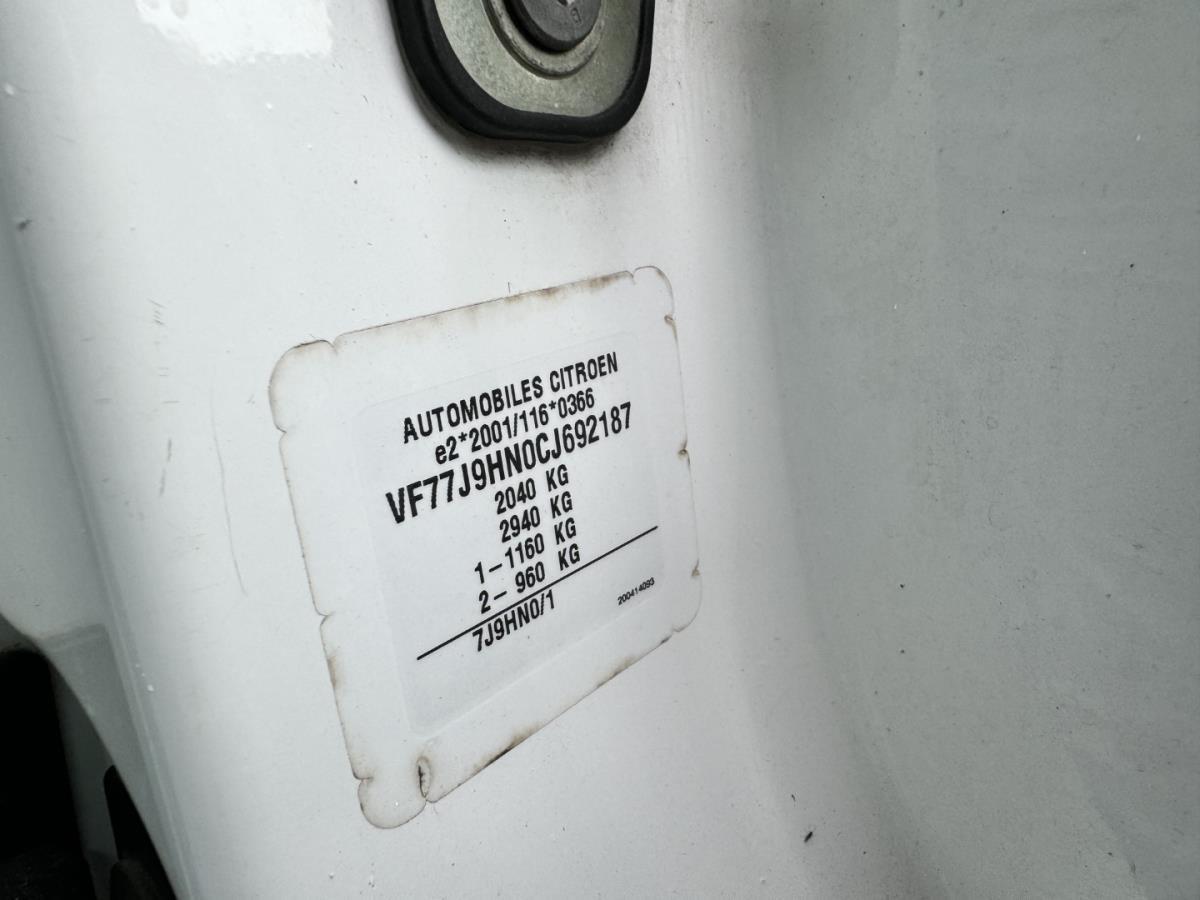 AUTOMOBILES CITROEN
e2*2001/116*0366
VF77J9HN0CJ692187
2040 KG
2940 KG
1-1160 KG
2- 960 KG
7J9HN0/1
200414093